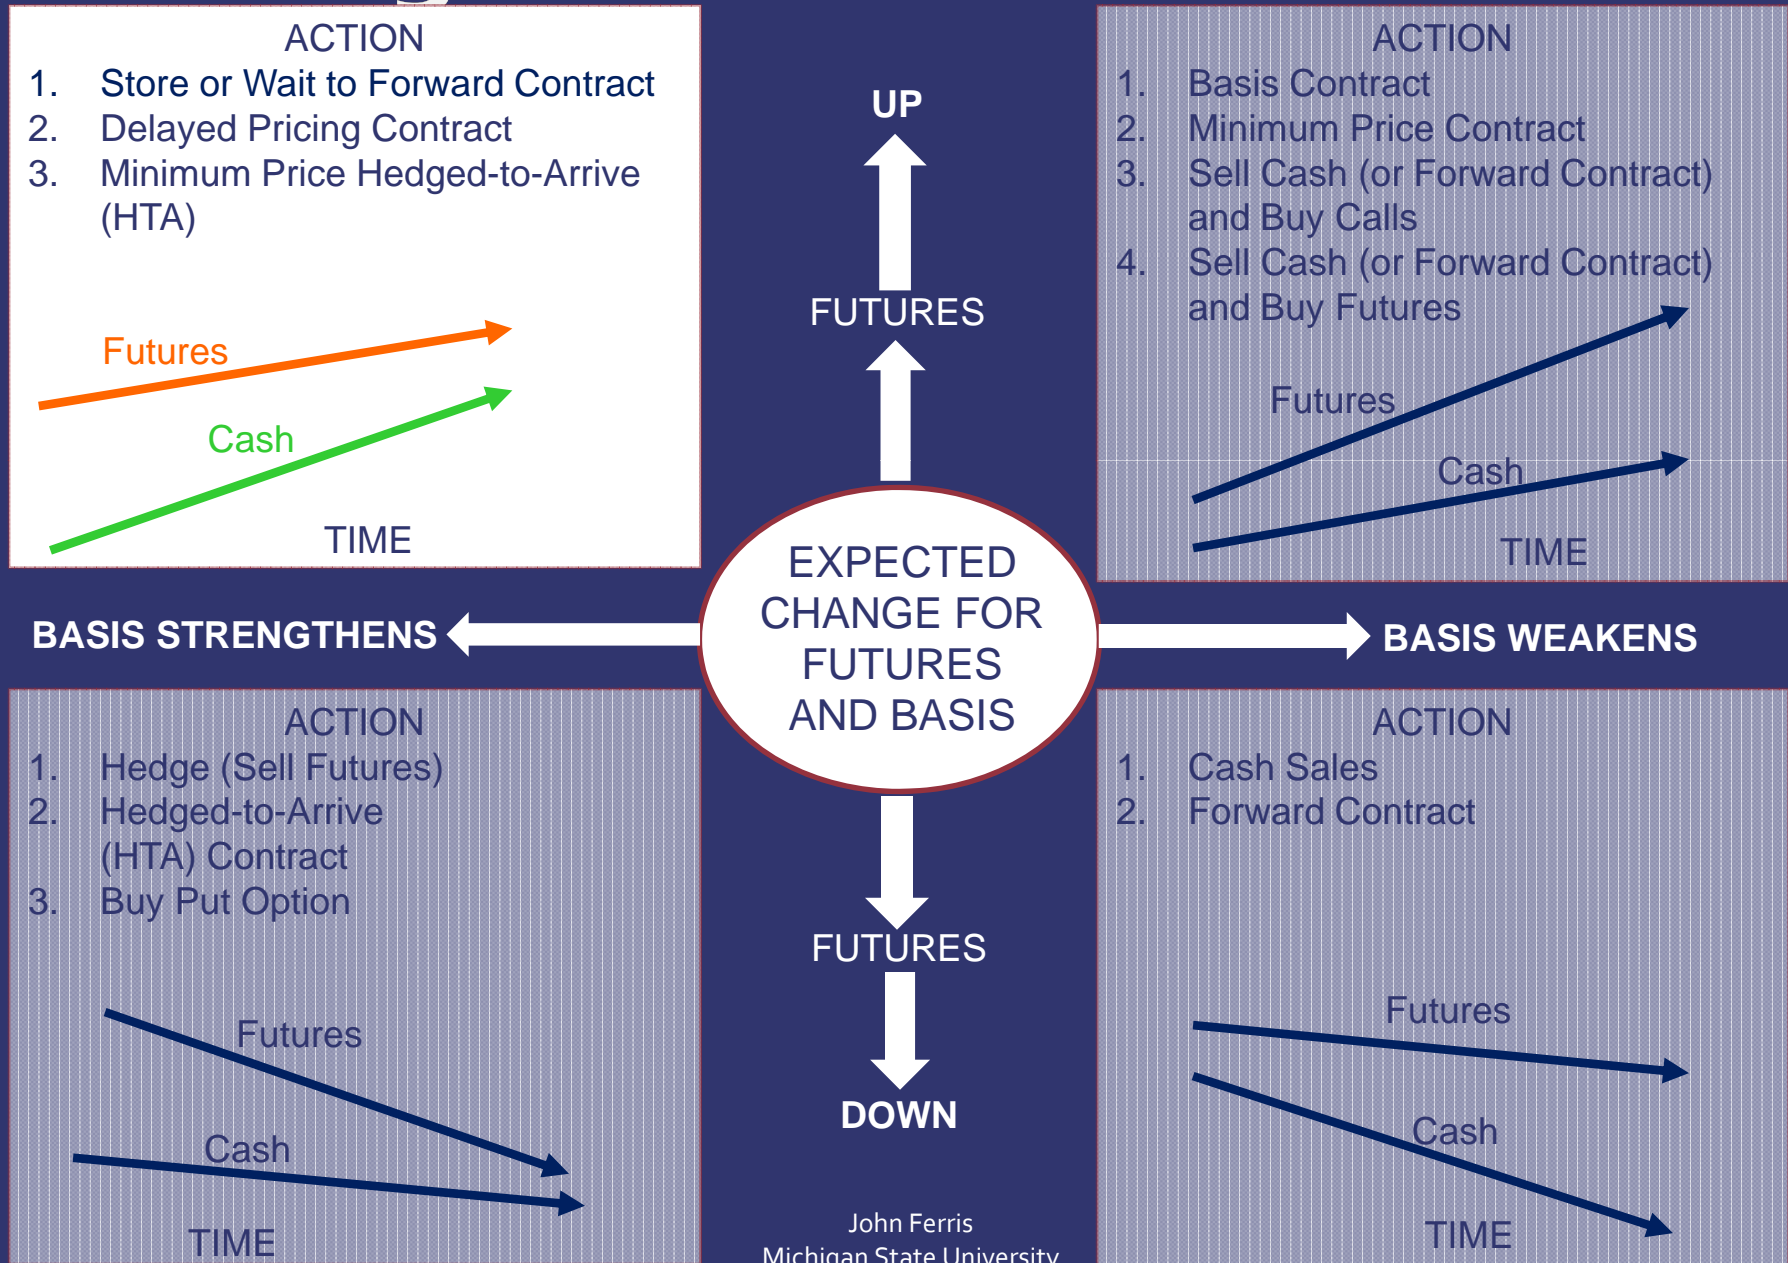 ACTION
1. Store or Wait to Forward Contract
2. Delayed Pricing Contract
3. Minimum Price Hedged-to-Arrive
(HTA)
Futures
Cash
TIME
UP
FUTURES
ACTION
1. Basis Contract
2. Minimum Price Contract
3. Sell Cash (or Forward Contract)
and Buy Calls
4. Sell Cash (or Forward Contract)
and Buy Futures
Futures
Cash
TIME
BASIS STRENGTHENS
EXPECTED
CHANGE FOR
FUTURES
AND BASIS
BASIS WEAKENS
ACTION
1. Hedge (Sell Futures)
2. Hedged-to-Arrive
(HTA) Contract
3. Buy Put Option
Futures
Cash
TIME
FUTURES
DOWN
John Ferris
Michigan State University
ACTION
1. Cash Sales
2. Forward Contract
Futures
Cash
TIME